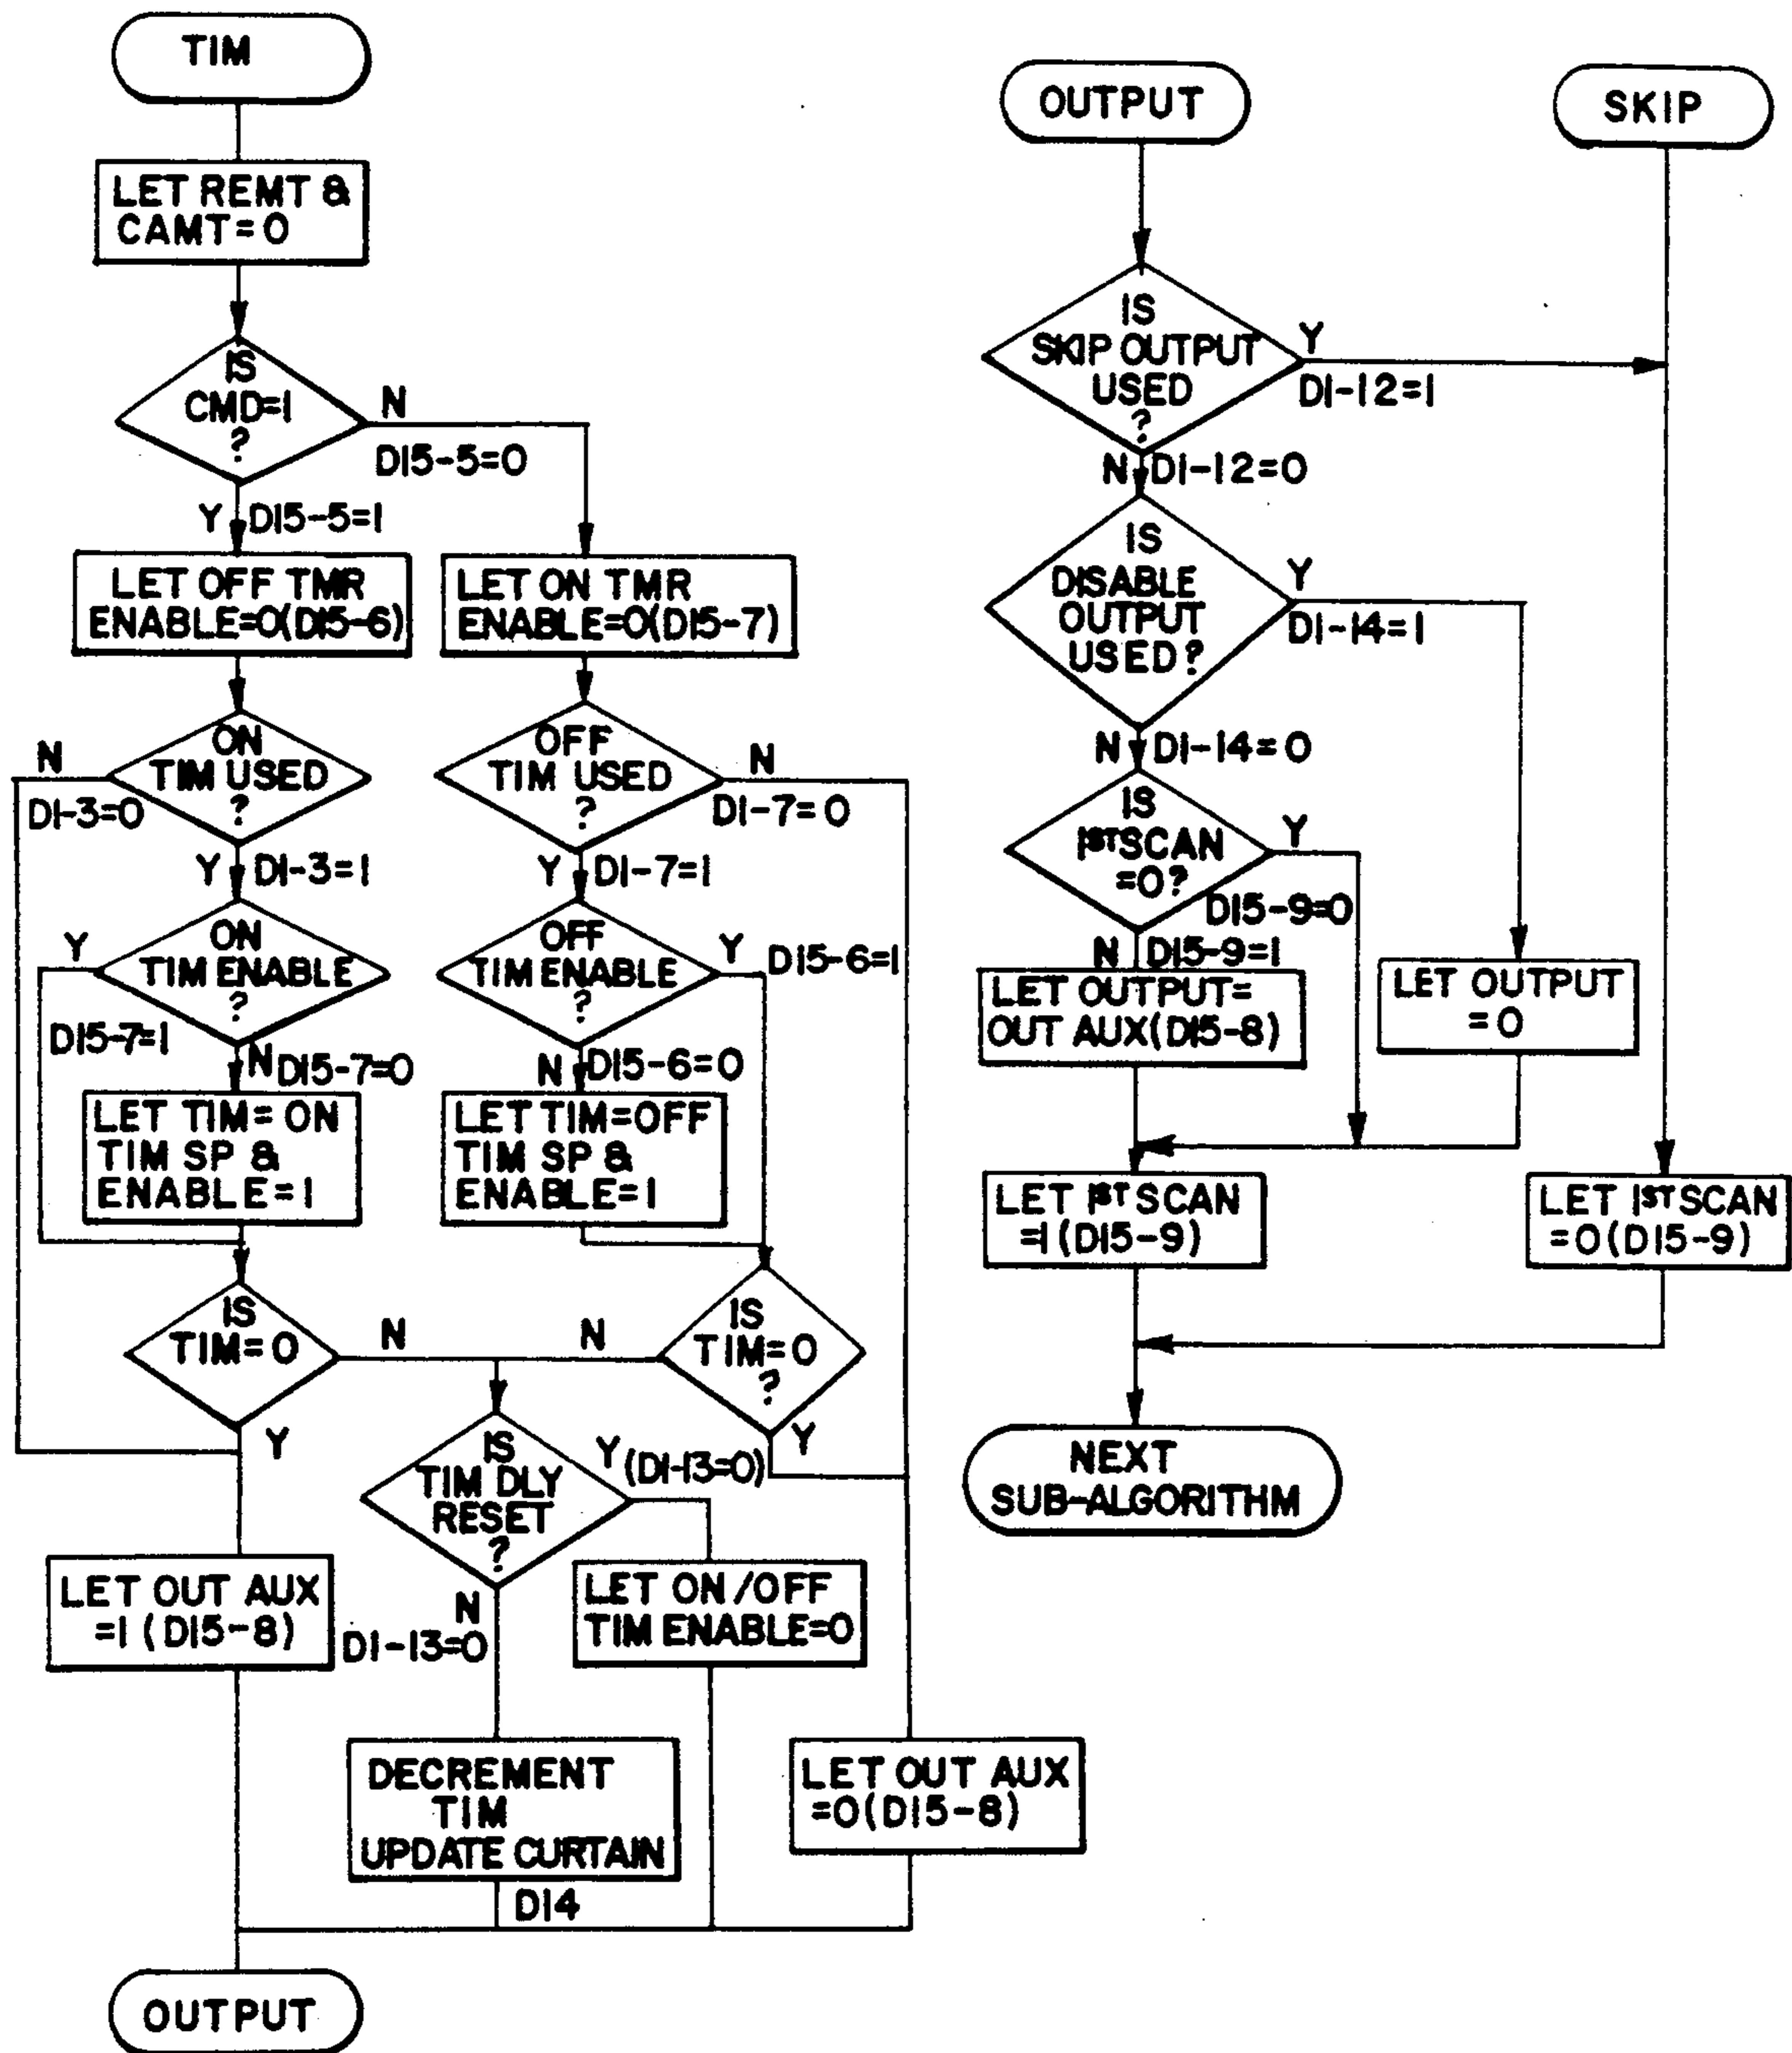 TIM
LET REMT &
CAMT=0
IS
CMD=1
?
N
D15-5=0
Y
D15-5=1
LET OFF TMR
ENABLE=0(D15-6)
LET ON TMR
ENABLE=0(D15-7)
ON
TIM USED
?
N
D1-3=0
Y
D1-3=1
OFF
TIM USED
?
N
D1-7=0
Y
D1-7=1
ON
TIM ENABLE
?
Y
D15-7=1
N
D15-7=0
OFF
TIM ENABLE
?
Y
D15-6=1
N
D15-6=0
LET TIM=ON
TIM SP &
ENABLE=1
LET TIM=OFF
TIM SP &
ENABLE=1
IS
TIM=0
N
Y
IS
TIM=0
?
N
Y
IS
TIM DLY
RESET
?
Y
(D1-13=0)
N
D1-13=0
LET OUT AUX
=1(D15-8)
LET ON/OFF
TIM ENABLE=0
DECREMENT
TIM
UPDATE CURTAIN
D14
LET OUT AUX
=0(D15-8)
OUTPUT
OUTPUT
IS
SKIP OUTPUT
USED
?
Y
D1-12=1
N
D1-12=0
IS
DISABLE
OUTPUT
USED?
Y
D1-14=1
N
D1-14=0
IS
1ST SCAN
=0?
Y
D15-9=0
N
D15-9=1
LET OUTPUT=
OUT AUX(D15-8)
LET OUTPUT
=0
LET 1ST SCAN
=1(D15-9)
SKIP
LET 1ST SCAN
=0(D15-9)
NEXT
SUB-ALGORITHM